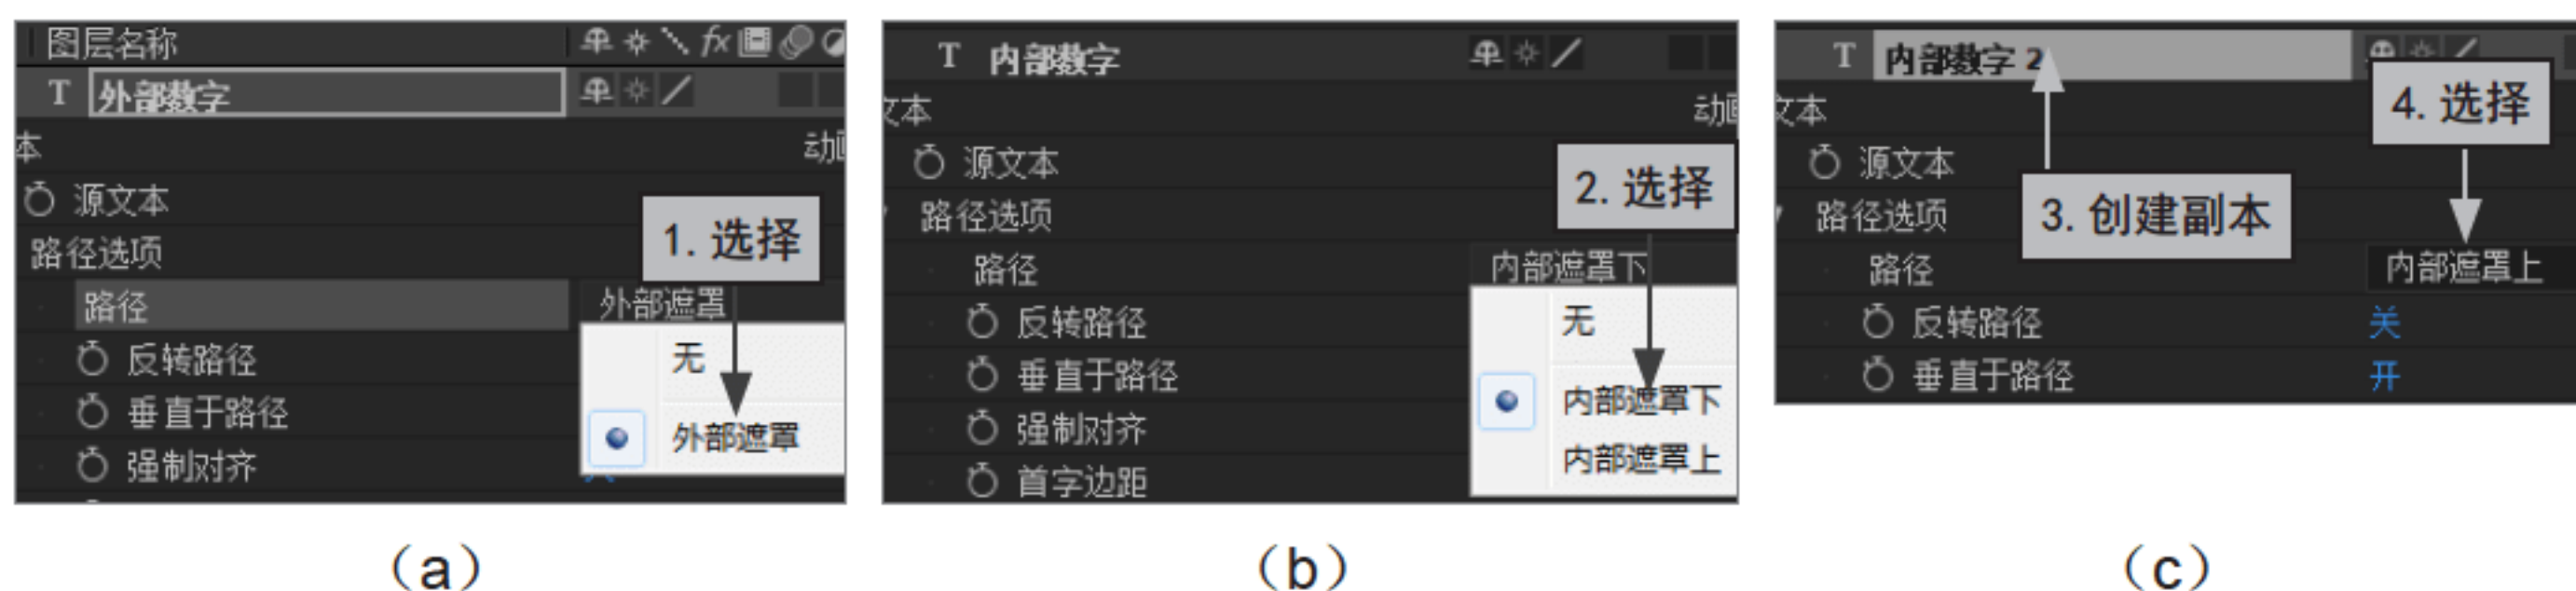 图层名称
fx
T 外部数字
本 动画
源文本
路径选项
1. 选择
路径 外部遮罩
反转路径 无
垂直于路径
外部遮罩
强制对齐
(a)
T 内部数字
文本 动画
源文本
2. 选择
路径选项
路径 内部遮罩下
反转路径 无
垂直于路径
内部遮罩下
强制对齐
内部遮罩上
首字边距
(b)
T 内部数字 2
文本
4. 选择
源文本
路径选项
3. 创建副本
路径 内部遮罩上
反转路径 关
垂直于路径 开
(c)